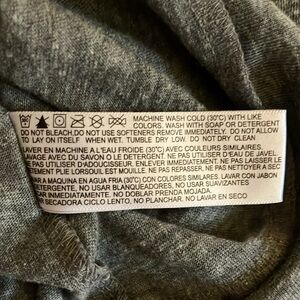 MACHINE WASH COLD (30°C) WITH LIKE
COLORS. WASH WITH SOAP OR DETERGENT
DO NOT BLEACH,DO NOT USE SOFTENERS REMOVE IMMEDIATELY. DO NOT ALLOW
TO LAY ON ITSELF WHEN WET. TUMBLE DRY LOW. DO NOT DRY CLEAN
LAVER EN MACHINE A L'EAU FROIDE (30°C) AVEC COULEURS SIMILAIRES.
LAVAGE AVEC DU SAVON O LE DETERGENT. NE PAS UTILISER D'EAU DE JAVEL.
NE PAS UTILISER D'ADOUCISSEUR. ENLEVER IMMEDIATEMENT. NE PAS LAISSER LE
PLIE LORSQUIL EST MOUILLE. NE PAS REPASSER, NE PAS NETTOYER A SEC
LAVAR A MAQUINA EN AGUA FRIA (30°C) CON COLORES SIMILARES. LAVAR CON JABON
DETERGENTE, NO USAR BLANQUEADORES, NO USAR SUAVIZANTES
INMEDIATAMENTE. NO DOBLAR PRENDA MOJADA.
SECADORA CICLO LENTO, NO PLANCHAR. NO LAVAR EN SECO